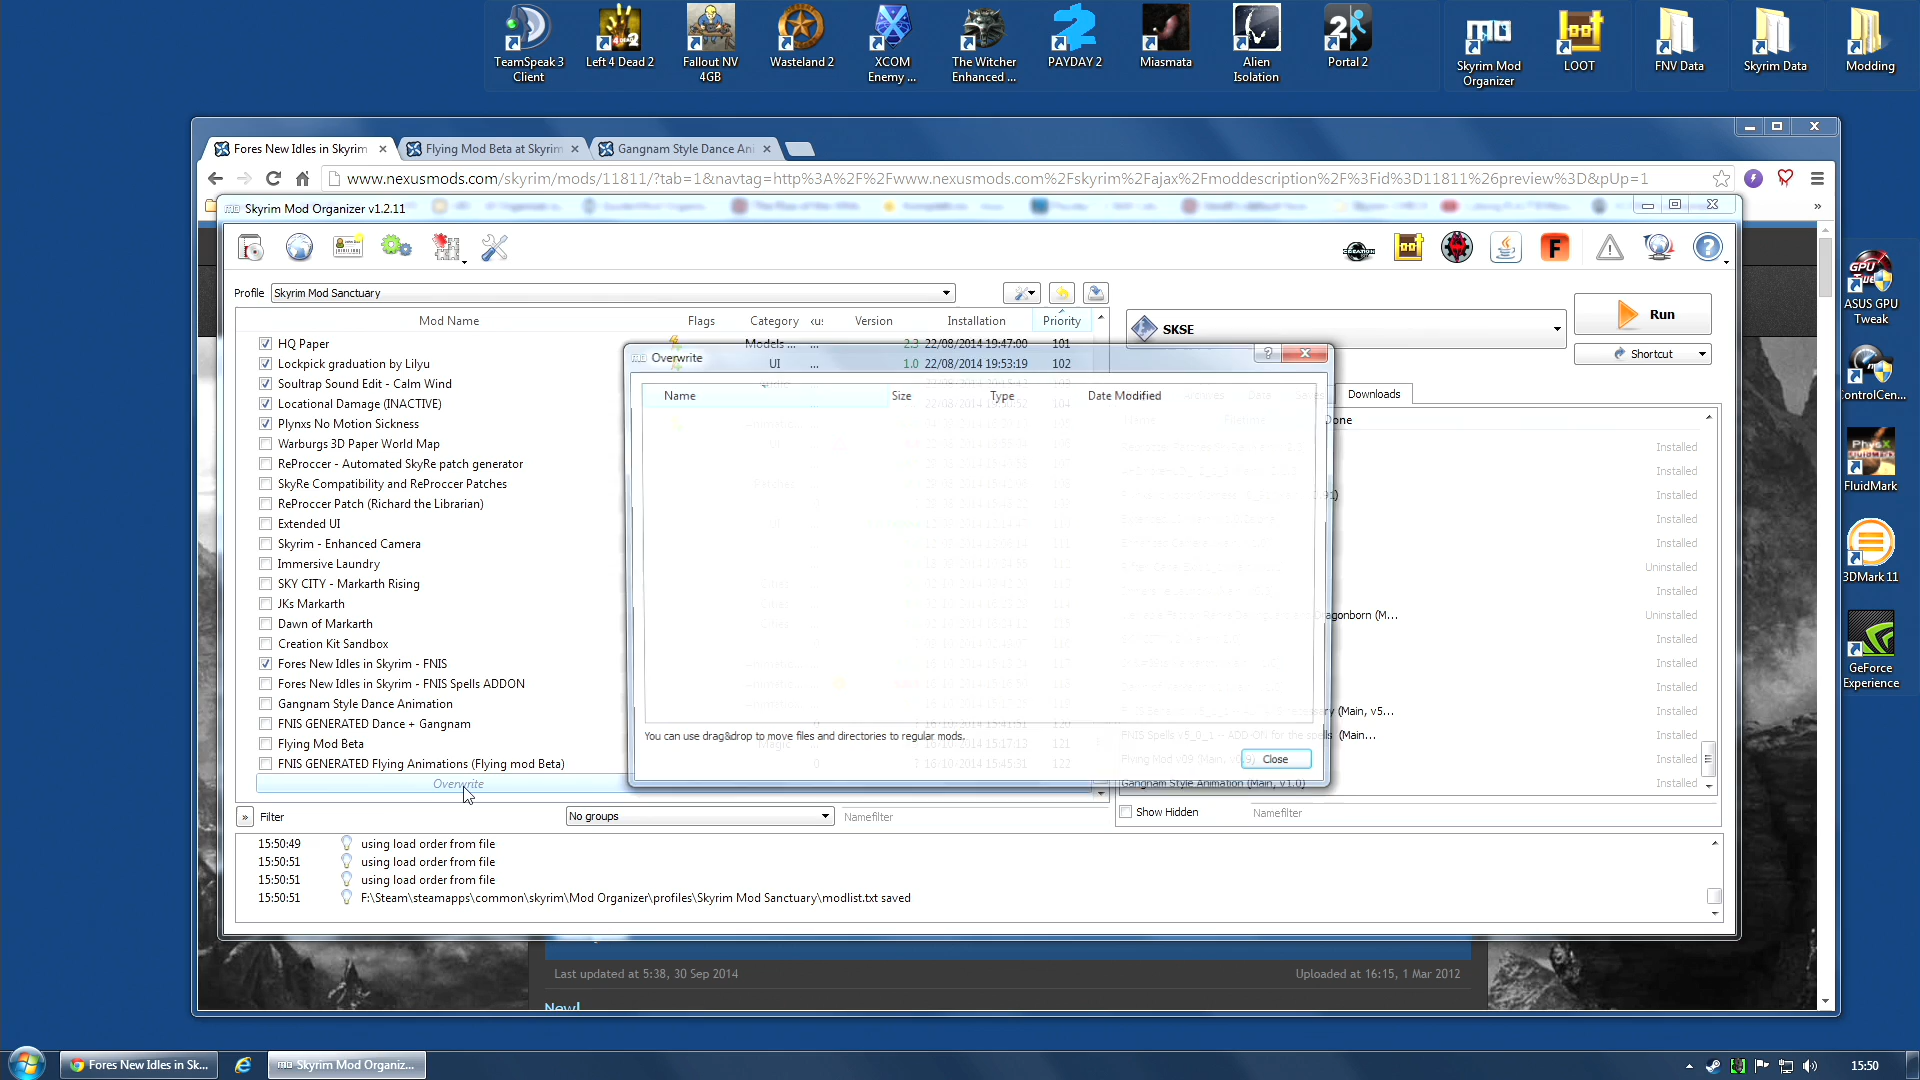 TeamSpeak 3 Client
Left 4 Dead 2
Fallout NV 4GB
Wasteland 2
XCOM Enemy ...
The Witcher Enhanced ...
PAYDAY 2
Miasmata
Alien Isolation
Portal 2
Skyrim Mod Organizer
LOOT
FNV Data
Skyrim Data
Modding
Fores New Idles in Skyrim
Flying Mod Beta at Skyrim
Gangnam Style Dance Ani
www.nexusmods.com/skyrim/mods/11811/?tab=1&navtag=http%3A%2F%2Fwww.nexusmods.com%2Fskyrim%2Fajax%2Fmoddescription%2F%3Fid%3D11811%26preview%3D&pUp=1
Skyrim Mod Organizer v1.2.11
Profile Skyrim Mod Sanctuary
SKSE
Run
Shortcut
Mod Name Flags Category Version Installation Priority
HQ Paper Models ... 2.3 22/08/2014 19:47:00 101
Lockpick graduation by Lilyu UI ... 1.0 22/08/2014 19:53:19 102
Soultrap Sound Edit - Calm Wind
Locational Damage (INACTIVE)
Plynxs No Motion Sickness
Warburgs 3D Paper World Map
ReProccer - Automated SkyRe patch generator
SkyRe Compatibility and ReProccer Patches
ReProccer Patch (Richard the Librarian)
Extended UI
Skyrim - Enhanced Camera
Immersive Laundry
SKY CITY - Markarth Rising
JKs Markarth
Dawn of Markarth
Creation Kit Sandbox
Fores New Idles in Skyrim - FNIS
Fores New Idles in Skyrim - FNIS Spells ADDON
Gangnam Style Dance Animation
FNIS GENERATED Dance + Gangnam
Flying Mod Beta
FNIS GENERATED Flying Animations (Flying mod Beta)
Overwrite
Overwrite
Name Size Type Date Modified
You can use drag&drop to move files and directories to regular mods.
Close
Archives Data Saves Downloads
Done
Installed
Installed
Installed
Installed
Installed
Uninstalled
Installed
agonborn (M... Uninstalled
Installed
Installed
Installed
Installed
Installed
Installed
Gangnam Style Animation (Main, v1.0) Installed
Show Hidden Namefilter
Filter No groups Namefilter
15:50:49 using load order from file
15:50:51 using load order from file
15:50:51 using load order from file
15:50:51 F:\Steam\steamapps\common\skyrim\Mod Organizer\profiles\Skyrim Mod Sanctuary\modlist.txt saved
Last updated at 5:38, 30 Sep 2014 Uploaded at 16:15, 1 Mar 2012
New!
ASUS GPU Tweak
ControlCen...
FluidMark
3DMark 11
GeForce Experience
Fores New Idles in Sk...
Skyrim Mod Organiz...
15:50